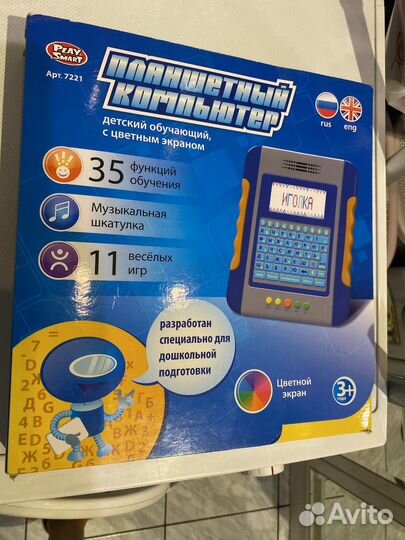 PLAY
SMART
Арт. 7221
ПЛАНШЕТНЫЙ
КОМПЬЮТЕР
детский обучающий,
с цветным экраном
rus
eng
35 функций
обучения
Музыкальная
шкатулка
11 весёлых
игр
ИГОЛКА
разработан
специально для
дошкольной
подготовки
Цветной
экран
3+
года
Avito